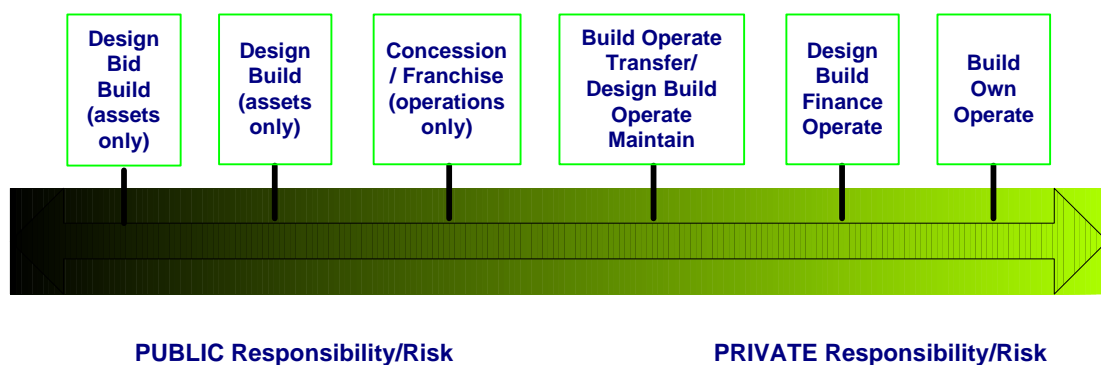 Design
Bid
Build
(assets
only)
Design
Build
(assets
only)
Concession
/ Franchise
(operations
only)
Build Operate
Transfer/
Design Build
Operate
Maintain
Design
Build
Finance
Operate
Build
Own
Operate
PUBLIC Responsibility/Risk
PRIVATE Responsibility/Risk